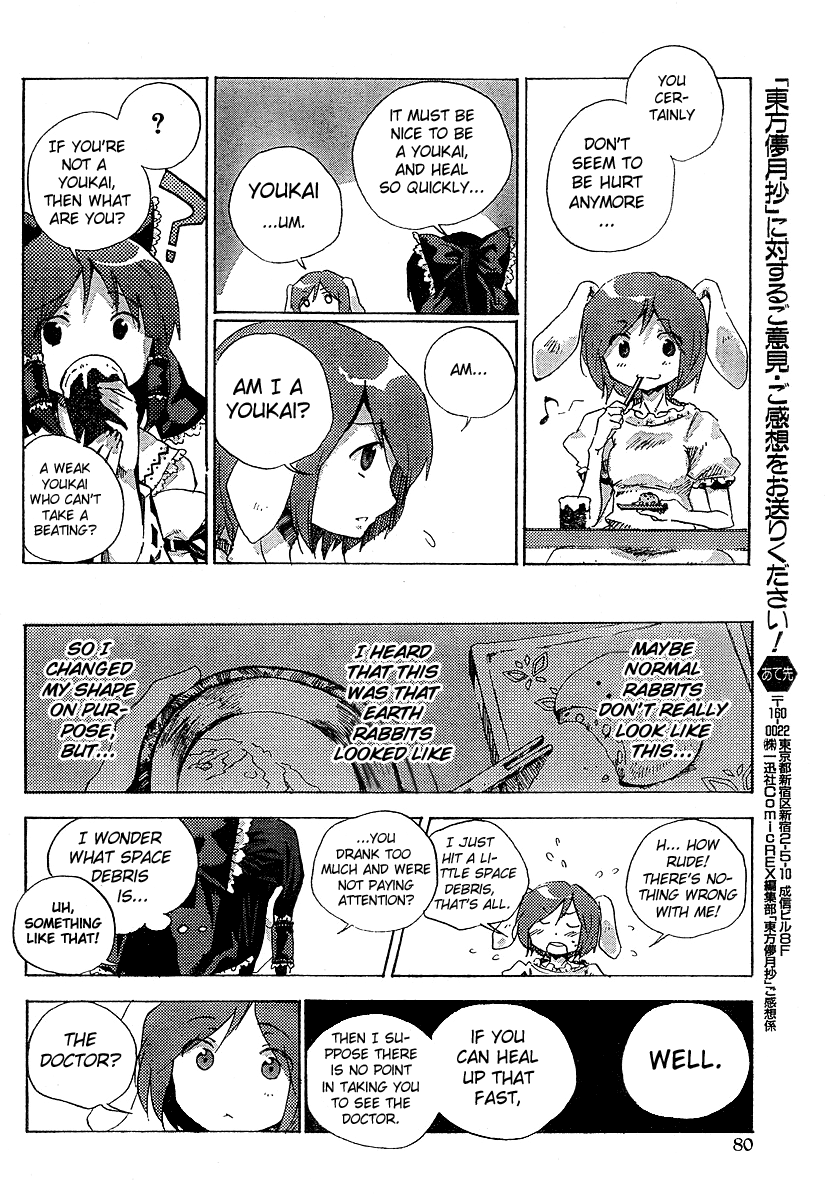 YOU
CER-
TAINLY
DON'T
SEEM TO
BE HURT
ANYMORE
...
IT MUST BE
NICE TO BE
A YOUKAI,
AND HEAL
SO QUICKLY...
YOUKAI
...UM.
AM...
AM I A
YOUKAI?
?
IF YOU'RE
NOT A
YOUKAI,
THEN WHAT
ARE YOU?
A WEAK
YOUKAI
WHO CAN'T
TAKE A
BEATING?
MAYBE
NORMAL
RABBITS
DON'T REALLY
LOOK LIKE
THIS...
I HEARD
THAT THIS
WAS THAT
EARTH
RABBITS
LOOKED LIKE
SO I
CHANGED
MY SHAPE
ON PUR-
POSE,
BUT...
H... HOW
RUDE!
THERE'S NO-
THING WRONG
WITH ME!
I JUST
HIT A LI-
TTLE SPACE
DEBRIS,
THAT'S ALL.
...YOU
DRANK TOO
MUCH AND WERE
NOT PAYING
ATTENTION?
I WONDER
WHAT SPACE
DEBRIS
IS...
UH,
SOMETHING
LIKE THAT!
WELL.
IF YOU
CAN HEAL
UP THAT
FAST,
THEN I SU-
PPOSE THERE
IS NO POINT
IN TAKING YOU
TO SEE THE
DOCTOR.
THE
DOCTOR?
80
「東方儚月抄」に対するご意見・ご感想をお送りください!
あて先
〒160-0022 東京都新宿区新宿2-5-10 成信ビル8F
㈱一迅社ComicREX編集部「東方儚月抄」ご感想係